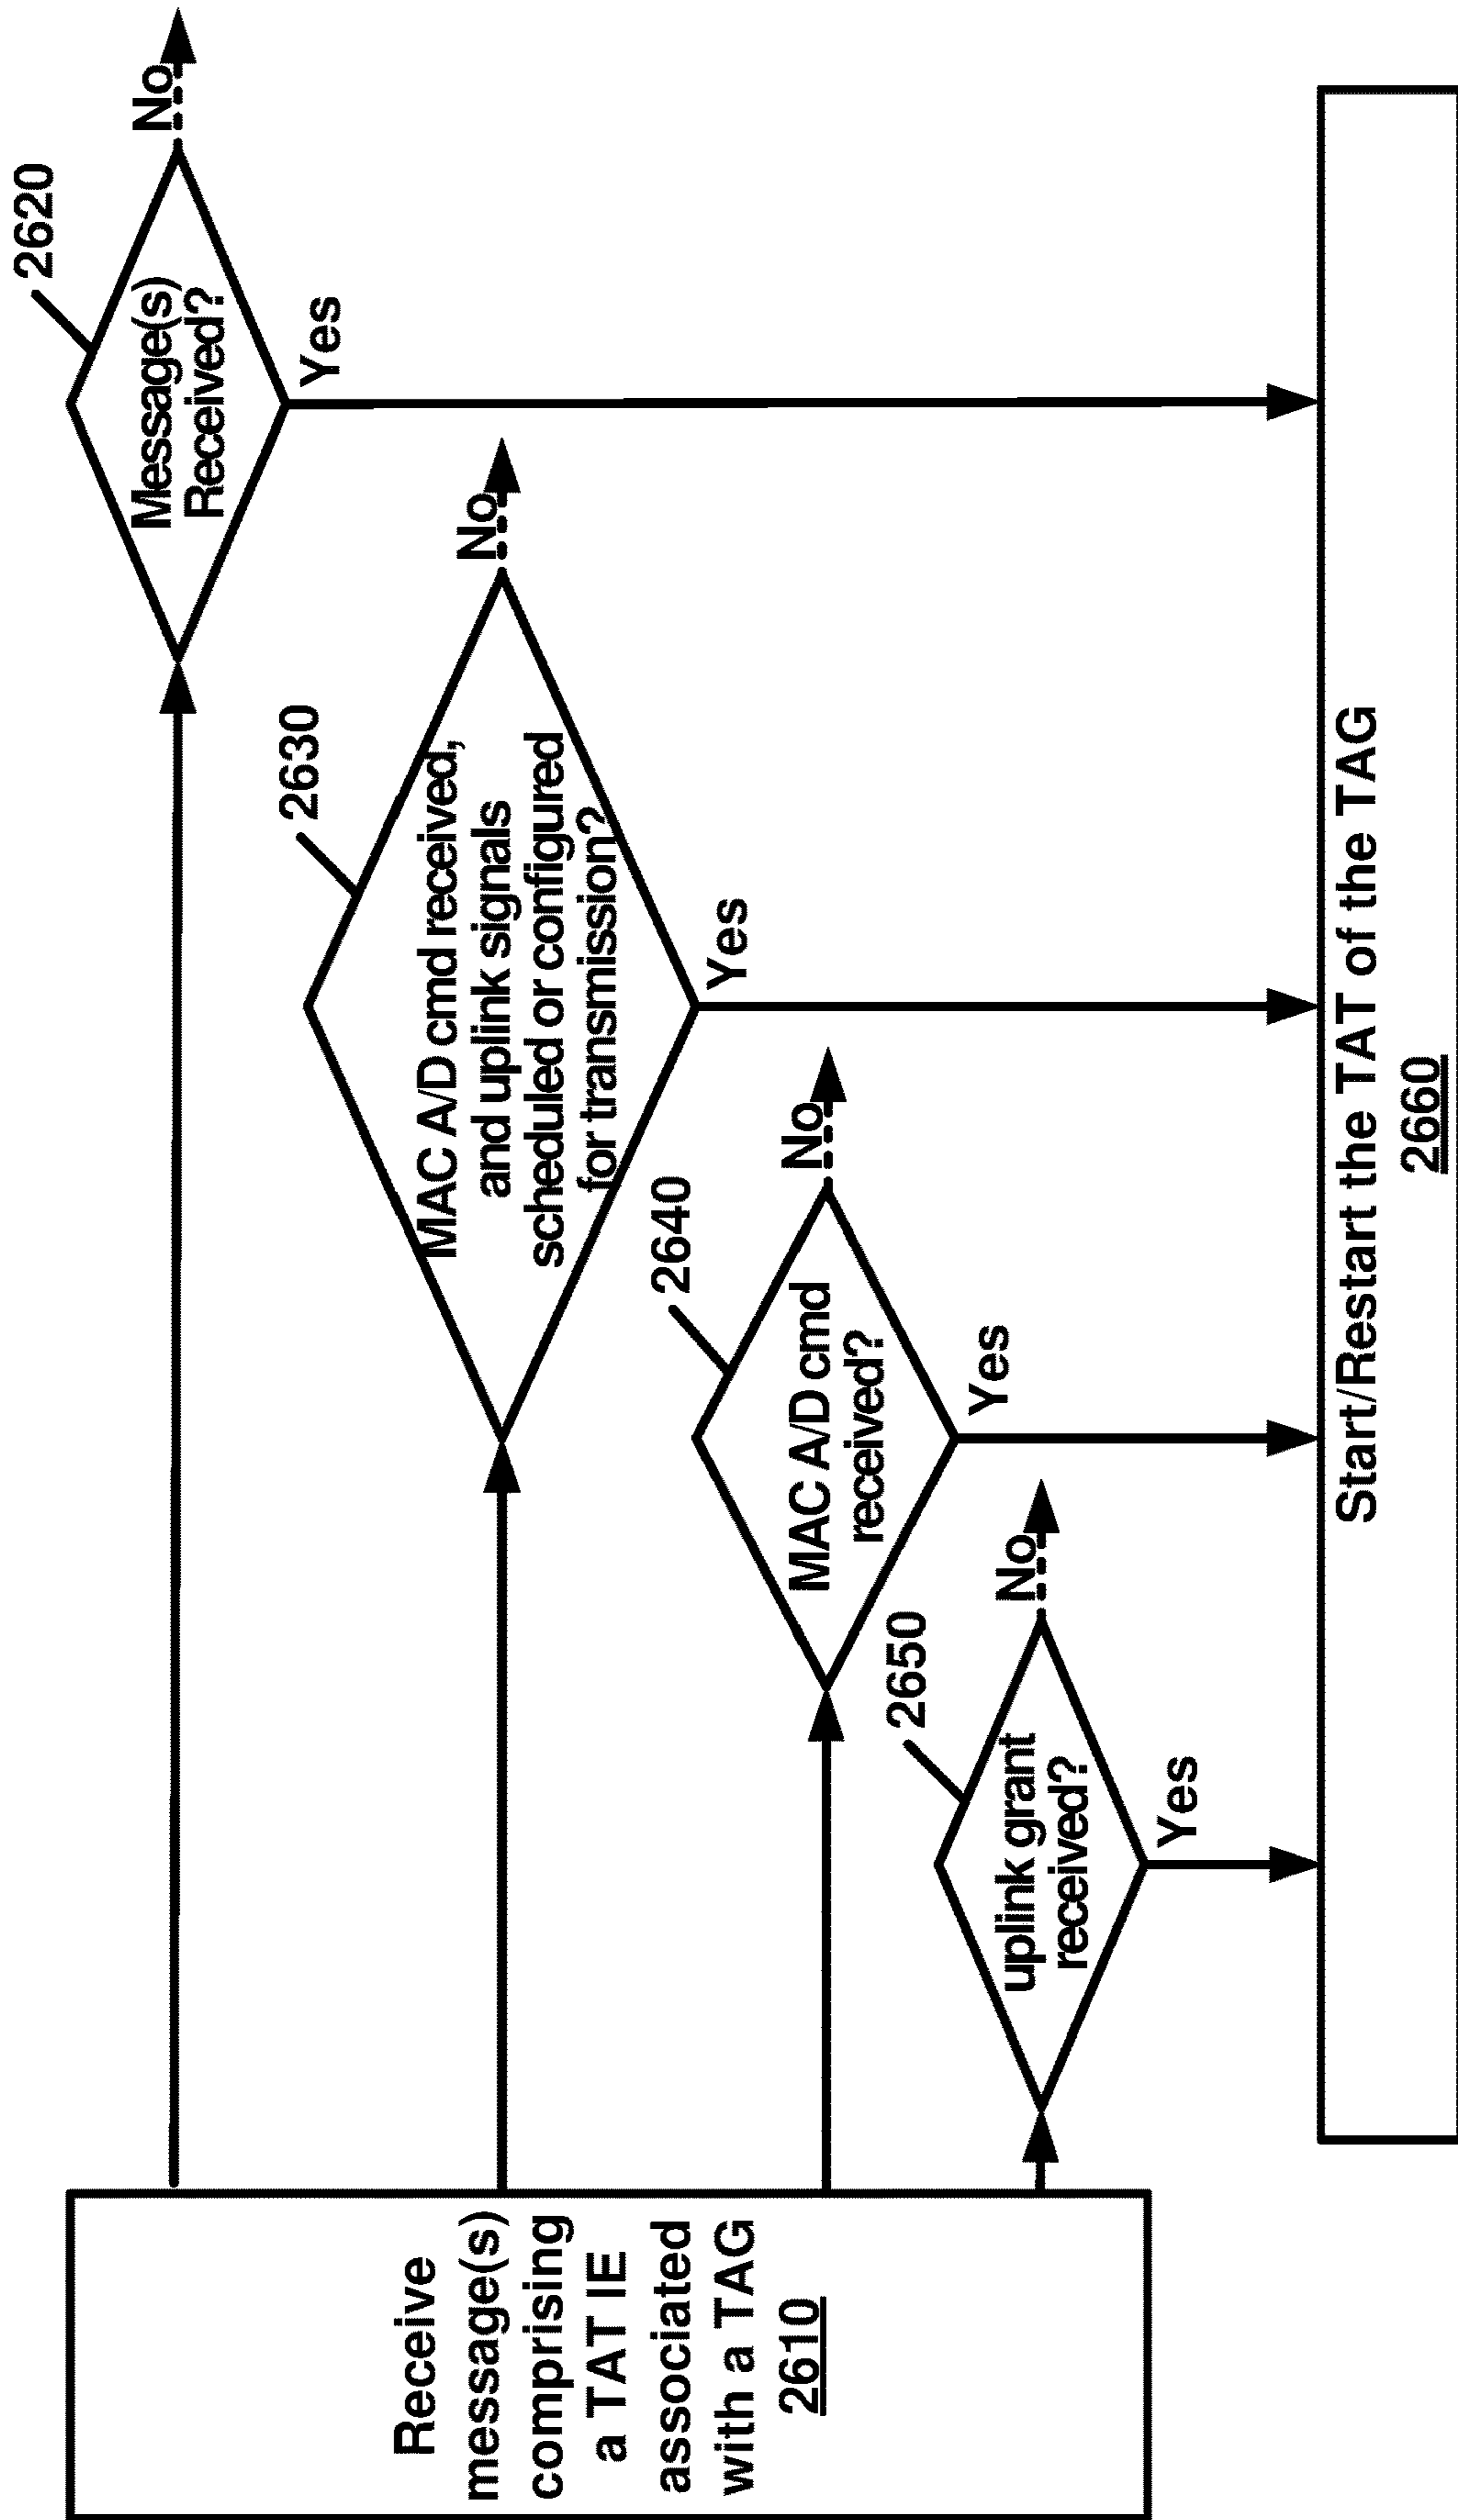 Receive
message(s)
comprising
a TAT IE
associated
with a TAG
2610
2620
Message(s)
Received?
No
Yes
2630
MAC A/D cmd received,
and uplink signals
scheduled or configured
for transmission?
No
Yes
2640
MAC A/D cmd
received?
No
Yes
2650
uplink grant
received?
No
Yes
Start/Restart the TAT of the TAG
2660